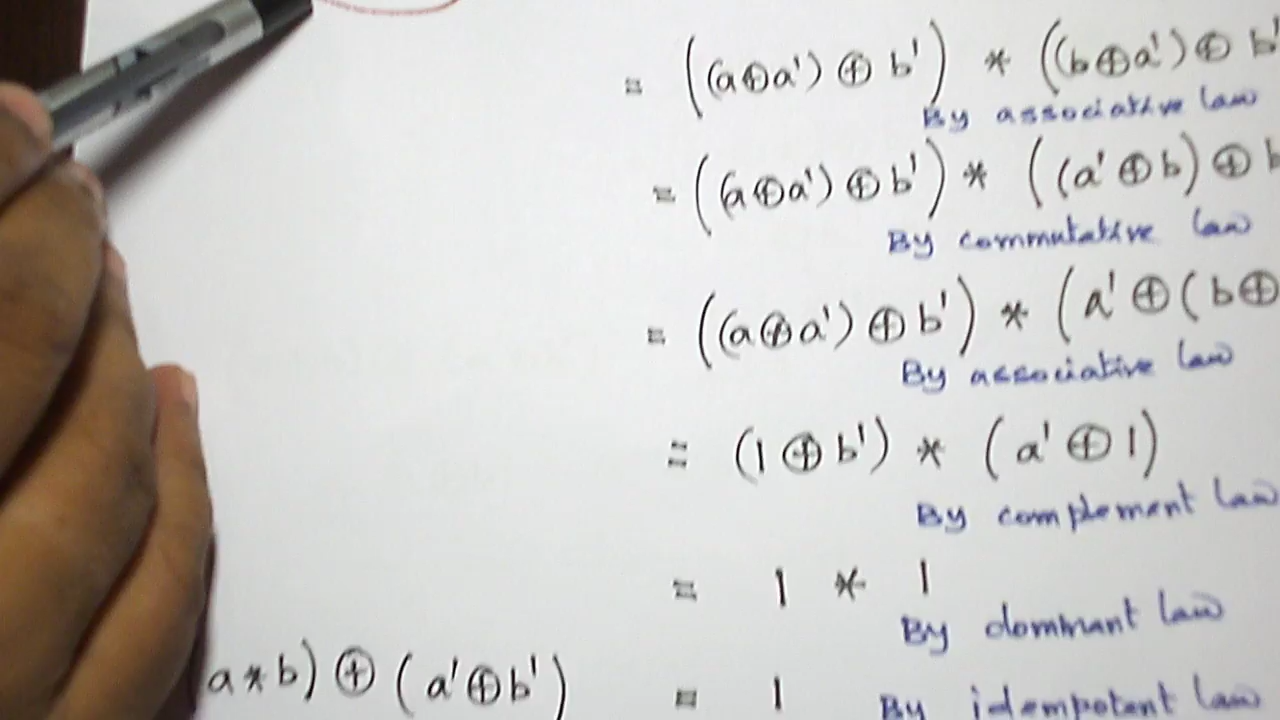 = ((a⊕a')⊕ b') * ((b⊕a')⊕ b'
By associative law
= ((a⊕a')⊕ b') * ((a'⊕b)⊕ b
By commutative law
= ((a⊕a')⊕ b') * (a'⊕(b⊕
By associative law
= (1⊕b') * (a'⊕1)
By complement law
= 1 * 1
By dominant law
a*b)⊕(a'⊕b') = 1
By idempotent law